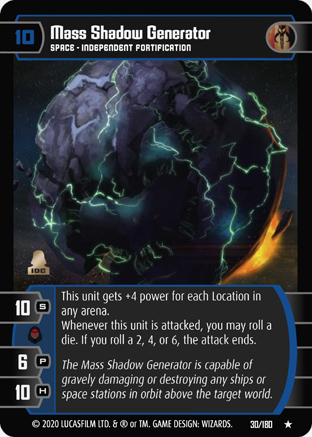 10 Mass Shadow Generator
SPACE - INDEPENDENT FORTIFICATION
IDC
10 S
6 P
10 H
This unit gets +4 power for each Location in
any arena.
Whenever this unit is attacked, you may roll a
die. If you roll a 2, 4, or 6, the attack ends.
The Mass Shadow Generator is capable of
gravely damaging or destroying any ships or
space stations in orbit above the target world.
© 2020 LUCASFILM LTD. & ® or TM. GAME DESIGN: WIZARDS. 30/180 ★